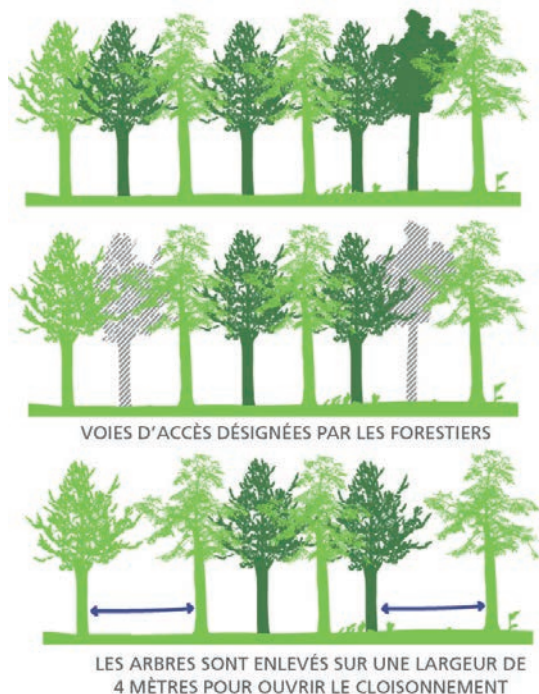 VOIES D'ACCÈS DÉSIGNÉES PAR LES FORESTIERS
LES ARBRES SONT ENLEVÉS SUR UNE LARGEUR DE
4 MÈTRES POUR OUVRIR LE CLOISONNEMENT